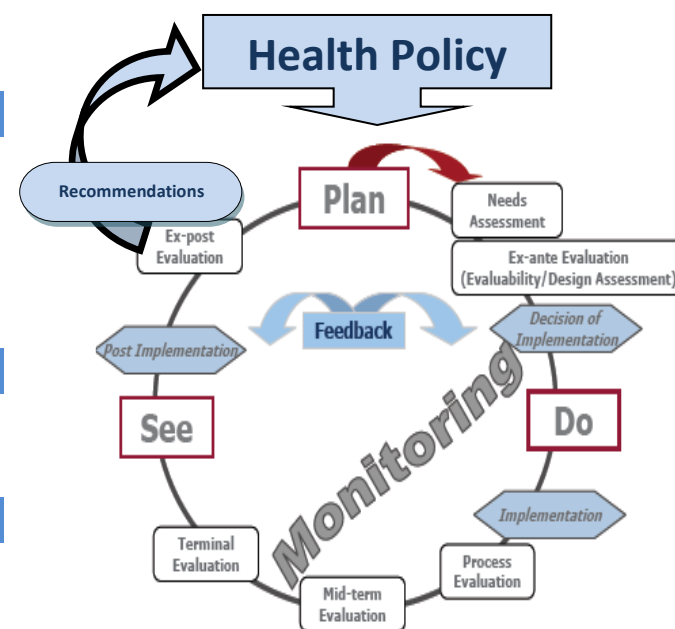 Health Policy
Recommendations
Plan
Needs
Assessment
Ex-post
Evaluation
Ex-ante Evaluation
(Evaluability/Design Assessment)
Feedback
Decision of
Implementation
Post Implementation
Monitoring
See
Do
Implementation
Terminal
Evaluation
Process
Evaluation
Mid-term
Evaluation